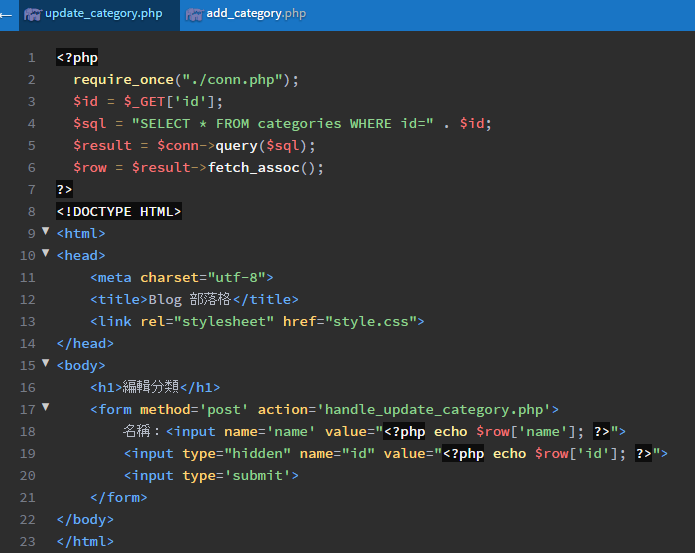 ← update_category.php add_category.php
1 <?php
2 require_once("./conn.php");
3 $id = $_GET['id'];
4 $sql = "SELECT * FROM categories WHERE id=" . $id;
5 $result = $conn->query($sql);
6 $row = $result->fetch_assoc();
7 ?>
8 <!DOCTYPE HTML>
9 <html>
10 <head>
11 <meta charset="utf-8">
12 <title>Blog 部落格</title>
13 <link rel="stylesheet" href="style.css">
14 </head>
15 <body>
16 <h1>編輯分類</h1>
17 <form method='post' action='handle_update_category.php'>
18 名稱：<input name='name' value="<?php echo $row['name']; ?>">
19 <input type="hidden" name="id" value="<?php echo $row['id']; ?>">
20 <input type='submit'>
21 </form>
22 </body>
23 </html>